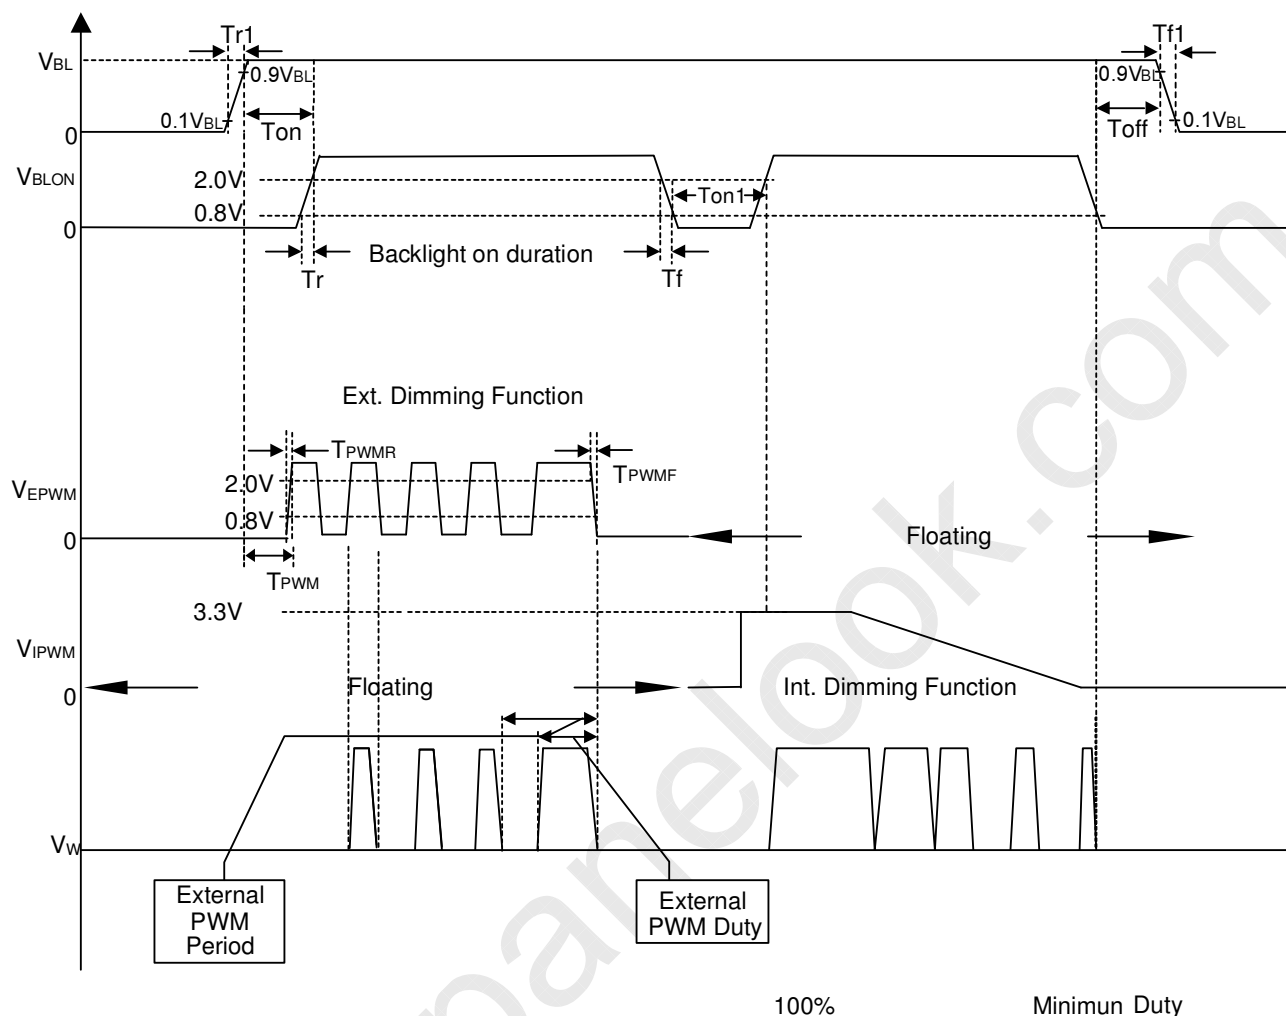 Tr1
Tf1
VBL
0.9VBL
0.9VBL
0.1VBL
Ton
Toff
0.1VBL
0
VBLON
2.0V
Ton1
0.8V
0
Backlight on duration
Tr
Tf
Ext. Dimming Function
TPWMR
TPWMF
2.0V
VEPWM
0.8V
0
Floating
TPWM
3.3V
VIPWM
0
Floating
Int. Dimming Function
VW
External
PWM
Period
External
PWM Duty
100%
Minimun Duty
panelook.com